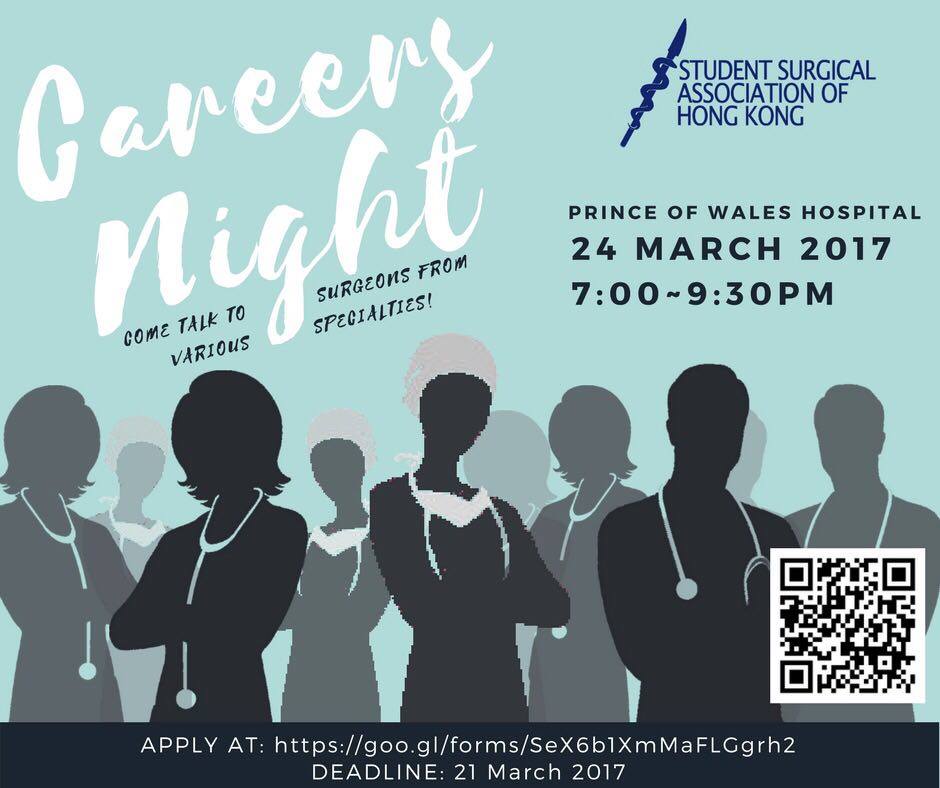 Careers
Night
COME TALK TO
VARIOUS
SURGEONS FROM
SPECIALTIES!
STUDENT SURGICAL
ASSOCIATION OF
HONG KONG
PRINCE OF WALES HOSPITAL
24 MARCH 2017
7:00~9:30PM
APPLY AT: https://goo.gl/forms/SeX6b1XmMaFLGgrh2
DEADLINE: 21 March 2017